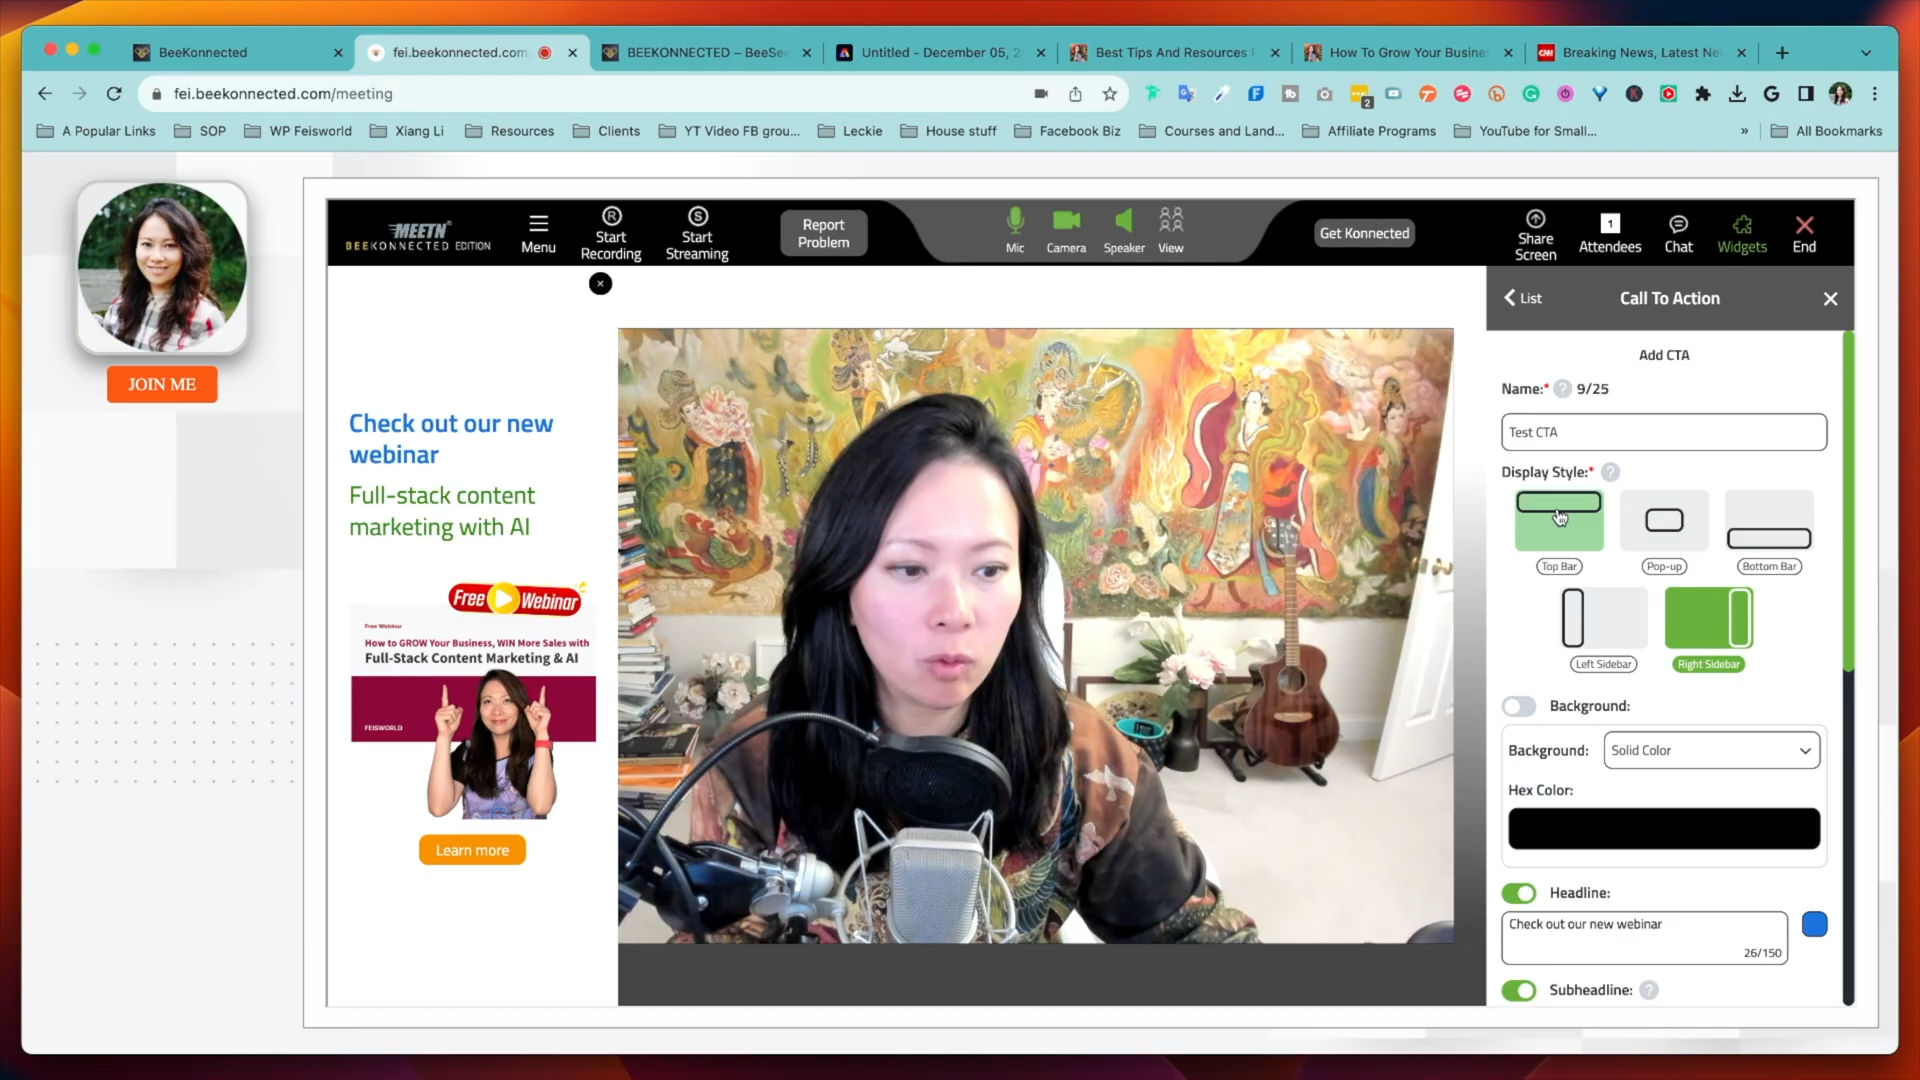 BeeKonnected
fei.beekonnected.com
BEEKONNECTED – BeeSe
Untitled - December 05, 2
Best Tips And Resources F
How To Grow Your Busine
Breaking News, Latest Ne
fei.beekonnected.com/meeting
2
A Popular Links
SOP
WP Feisworld
Xiang Li
Resources
Clients
YT Video FB grou...
Leckie
House stuff
Facebook Biz
Courses and Land...
Affiliate Programs
YouTube for Small...
»
All Bookmarks
JOIN ME
MEETN
BEEKONNECTED EDITION
Menu
R
Start
Recording
S
Start
Streaming
Report
Problem
Mic
Camera
Speaker
View
Get Konnected
Share
Screen
1
Attendees
Chat
Widgets
End
List
Call To Action
Check out our new
webinar
Full-stack content
marketing with AI
Free Webinar
Free Webinar
How to GROW Your Business, WIN More Sales with
Full-Stack Content Marketing & AI
FEISWORLD
Learn more
Add CTA
Name:* ? 9/25
Test CTA
Display Style:* ?
Top Bar
Pop-up
Bottom Bar
Left Sidebar
Right Sidebar
Background:
Background: Solid Color
Hex Color:
Headline:
Check out our new webinar
26/150
Subheadline: ?